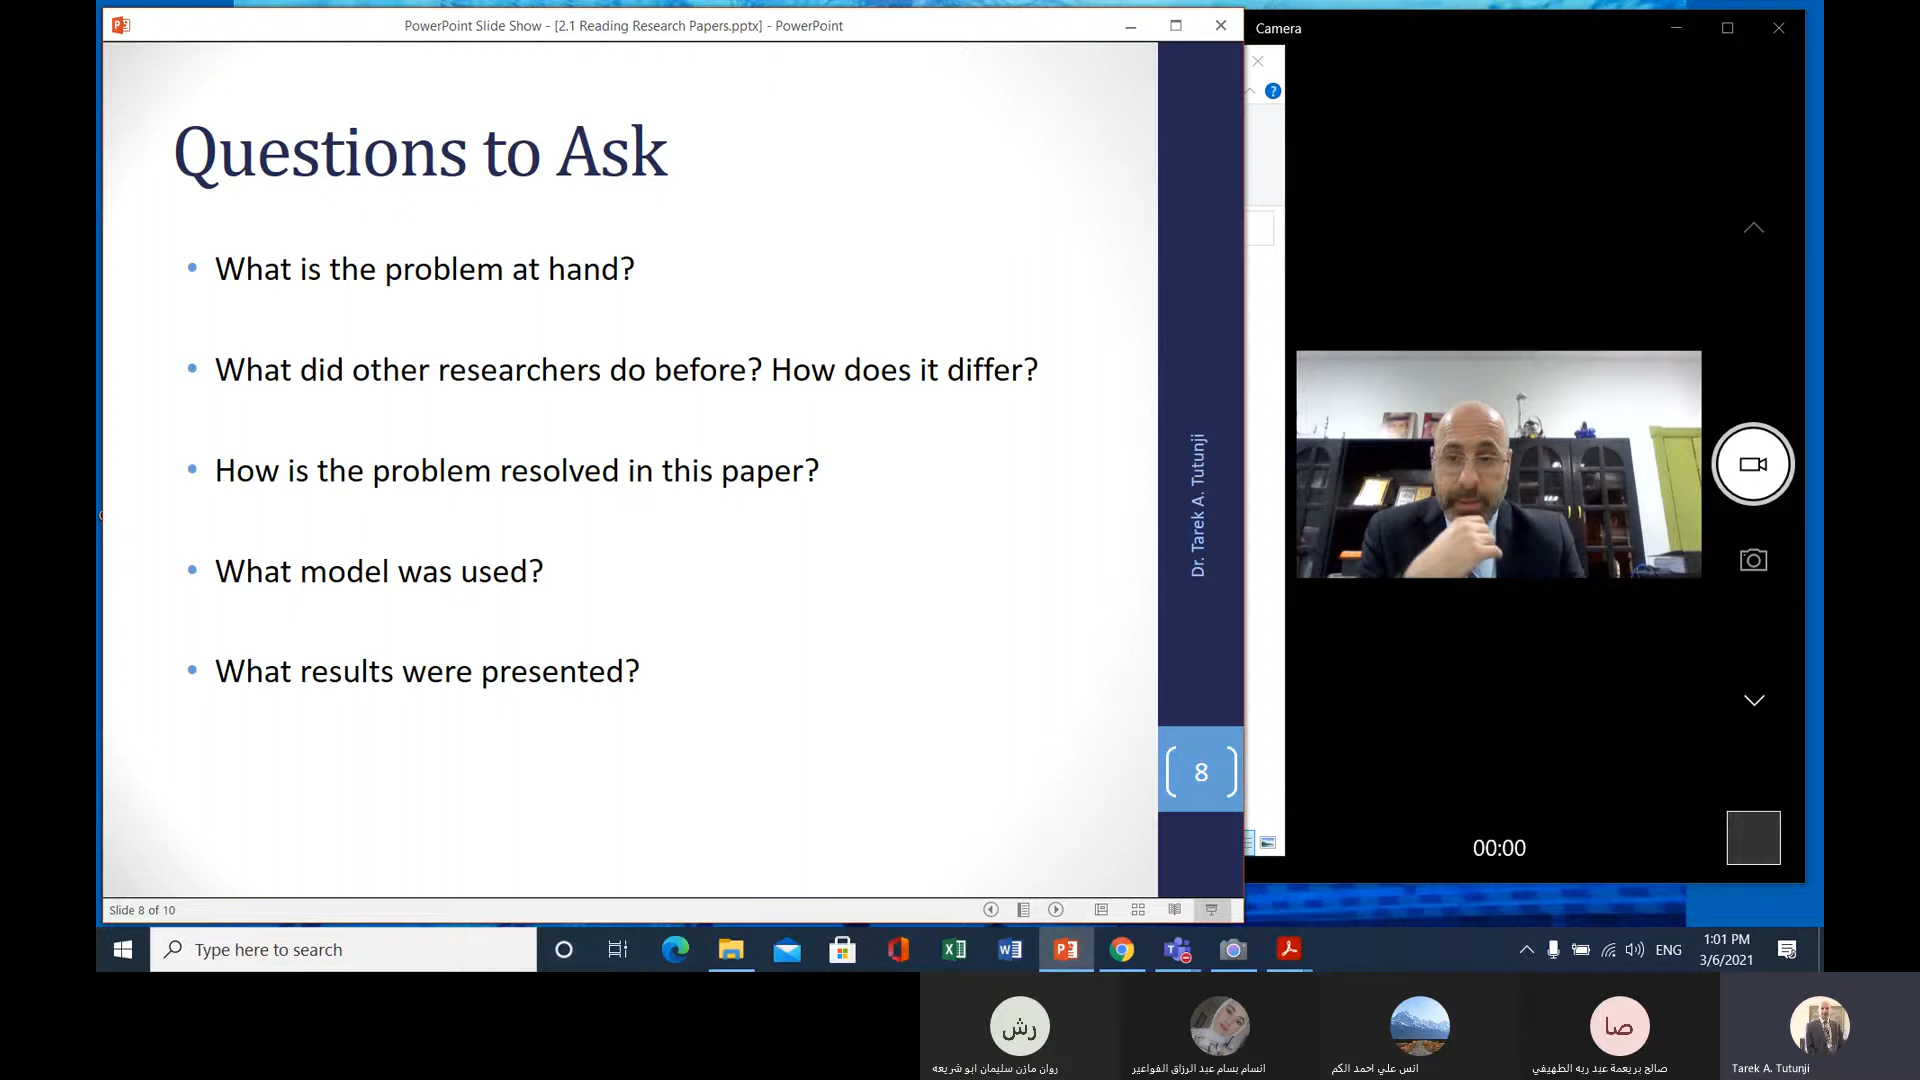 PowerPoint Slide Show - [2.1 Reading Research Papers.pptx] - PowerPoint
Camera
Questions to Ask
• What is the problem at hand?
• What did other researchers do before? How does it differ?
• How is the problem resolved in this paper?
• What model was used?
• What results were presented?
Dr. Tarek A. Tutunji
8
00:00
Slide 8 of 10
Type here to search
ENG
1:01 PM
3/6/2021
رش
صا
روان مازن سليمان ابو شريعه
انسام بسام عبد الرزاق الفواعير
انس علي احمد الكم
صالح بريعمة عبد ربه الطهيفي
Tarek A. Tutunji